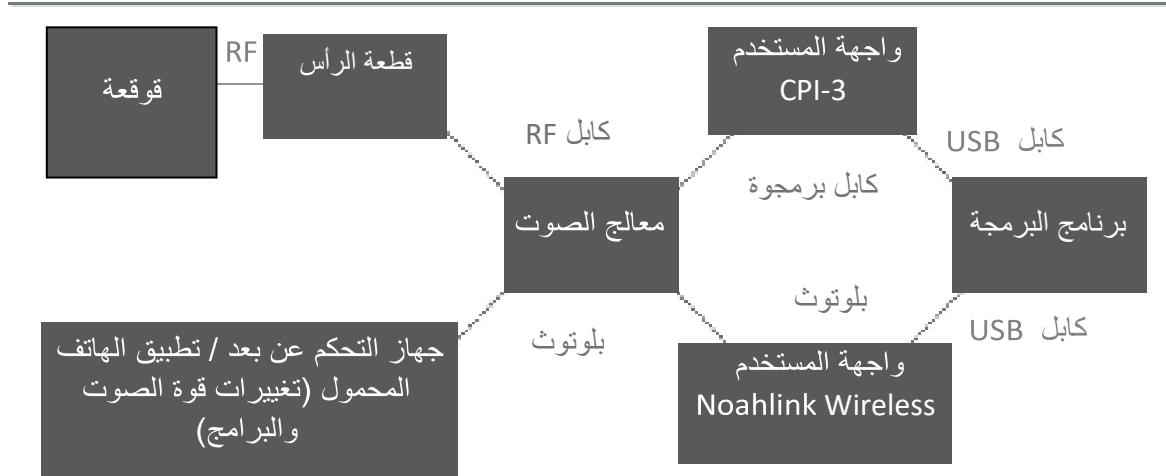 واجهة المستخدم
CPI-3
قطعة الرأس
RF
قوقعة
كابل RF
كابل USB
كابل برمجوة
معالج الصوت
برنامج البرمجة
بلوتوث
بلوتوث
كابل USB
جهاز التحكم عن بعد / تطبيق الهاتف
المحمول (تغييرات قوة الصوت
والبرامج)
واجهة المستخدم
Noahlink Wireless